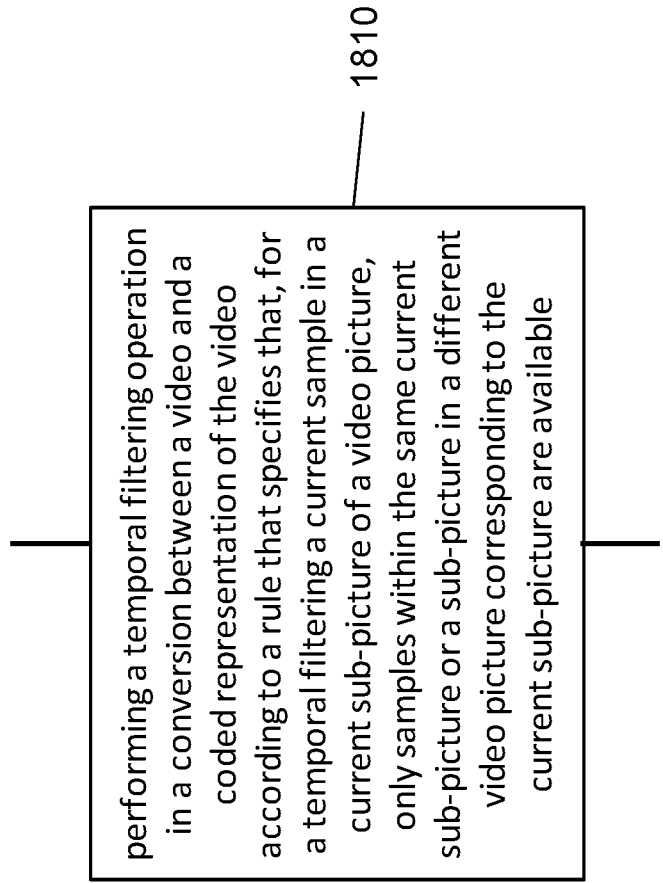 performing a temporal filtering operation
in a conversion between a video and a
coded representation of the video
according to a rule that specifies that, for
a temporal filtering a current sample in a
current sub-picture of a video picture,
only samples within the same current
sub-picture or a sub-picture in a different
video picture corresponding to the
current sub-picture are available
1810